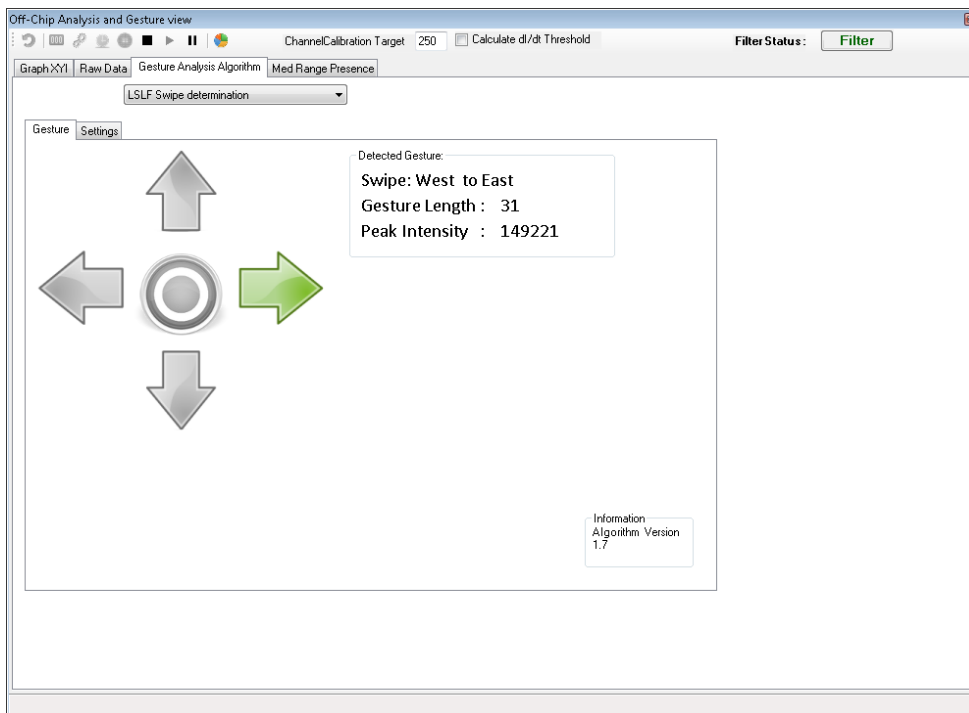 Off-Chip Analysis and Gesture view
ChannelCalibration Target 250 Calculate dI/dt Threshold Filter Status: Filter
Graph XYI Raw Data Gesture Analysis Algorithm Med Range Presence
LSLF Swipe determination
Gesture Settings
Detected Gesture:
Swipe: West to East
Gesture Length : 31
Peak Intensity : 149221
Information
Algorithm Version
1.7